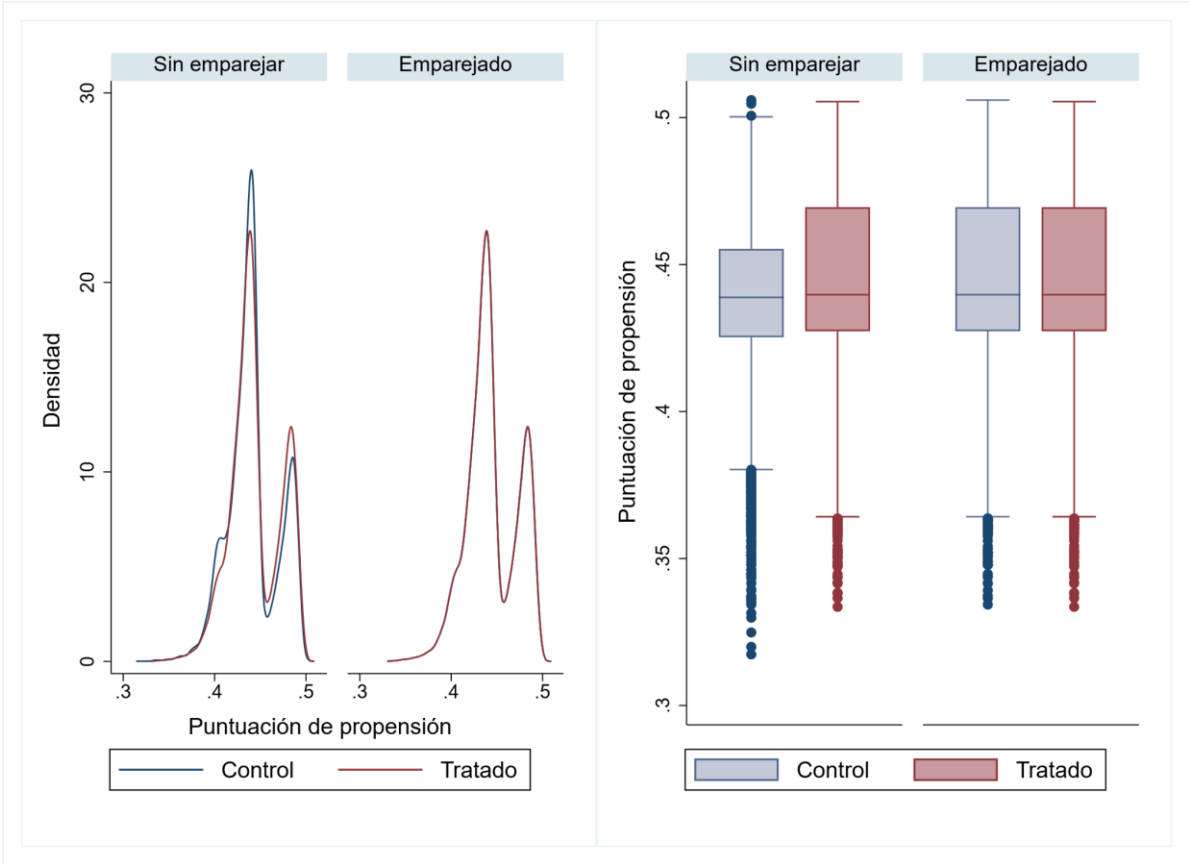 Sin emparejar Emparejado
30
20
10
0
Densidad
.3 .4 .5 .3 .4 .5
Puntuación de propensión
Control Tratado
Sin emparejar Emparejado
.5
.45
.4
.35
.3
Puntuación de propensión
Control Tratado